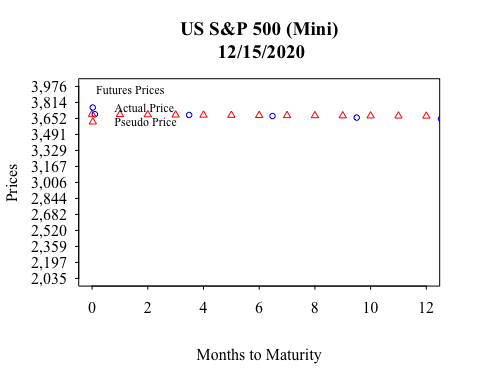 US S&P 500 (Mini)
12/15/2020
Futures Prices
Actual Price
Pseudo Price
Prices
3,976
3,814
3,652
3,491
3,329
3,167
3,006
2,844
2,682
2,520
2,359
2,197
2,035
0 2 4 6 8 10 12
Months to Maturity